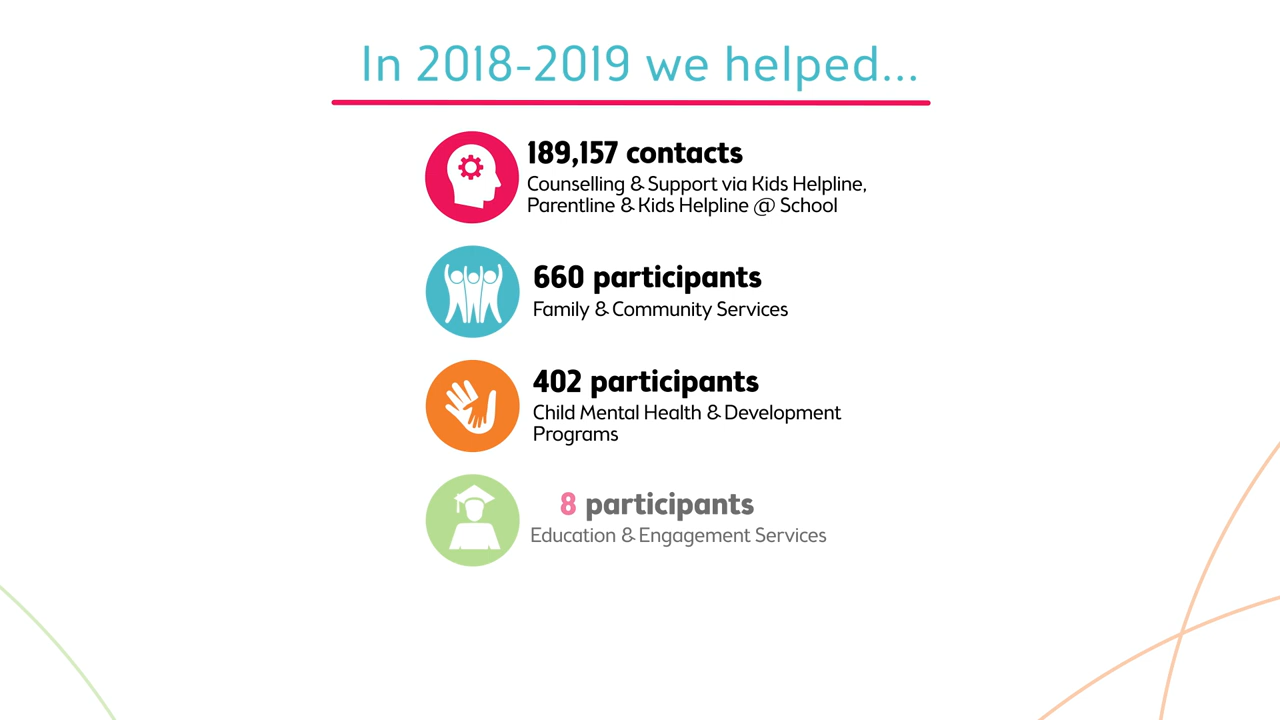 In 2018-2019 we helped...
189,157 contacts
Counselling & Support via Kids Helpline,
Parentline & Kids Helpline @ School
660 participants
Family & Community Services
402 participants
Child Mental Health & Development
Programs
8 participants
Education & Engagement Services